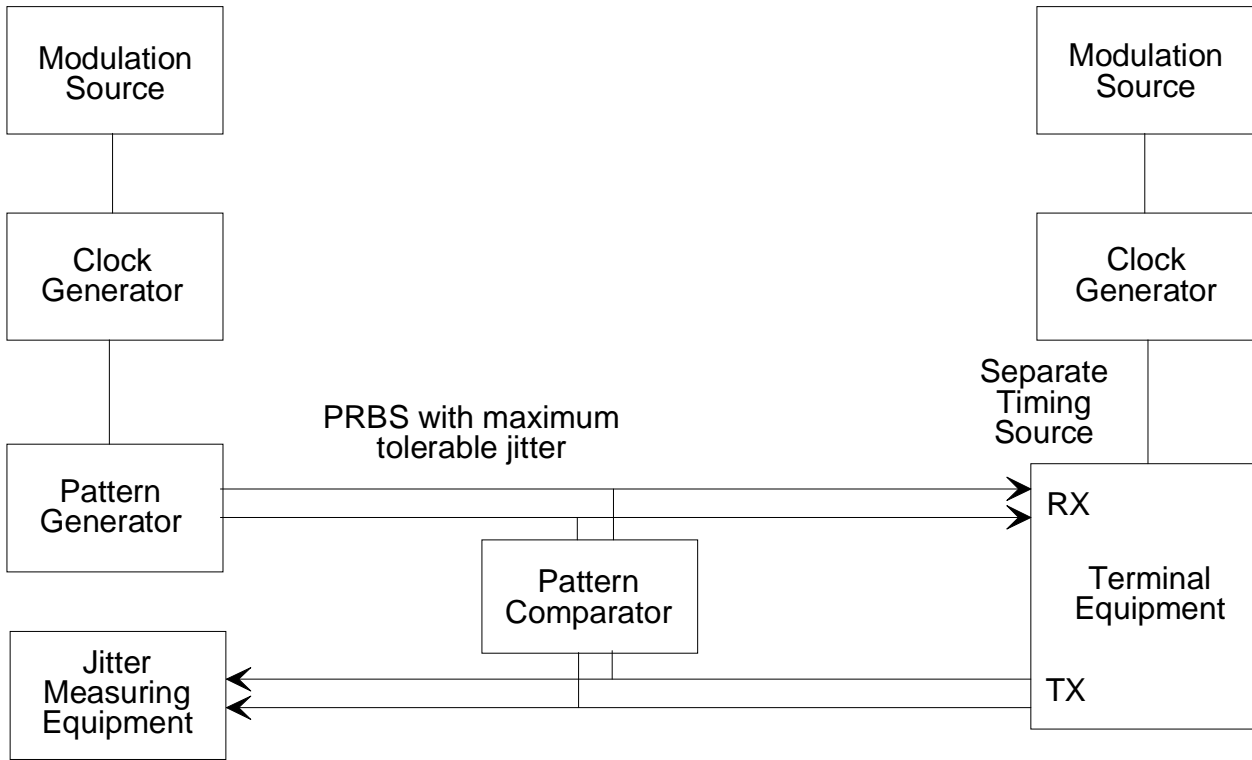 Modulation
Source
Modulation
Source
Clock
Generator
Clock
Generator
Separate
Timing
Source
PRBS with maximum
tolerable jitter
Pattern
Generator
RX
Pattern
Comparator
Terminal
Equipment
Jitter
Measuring
Equipment
TX